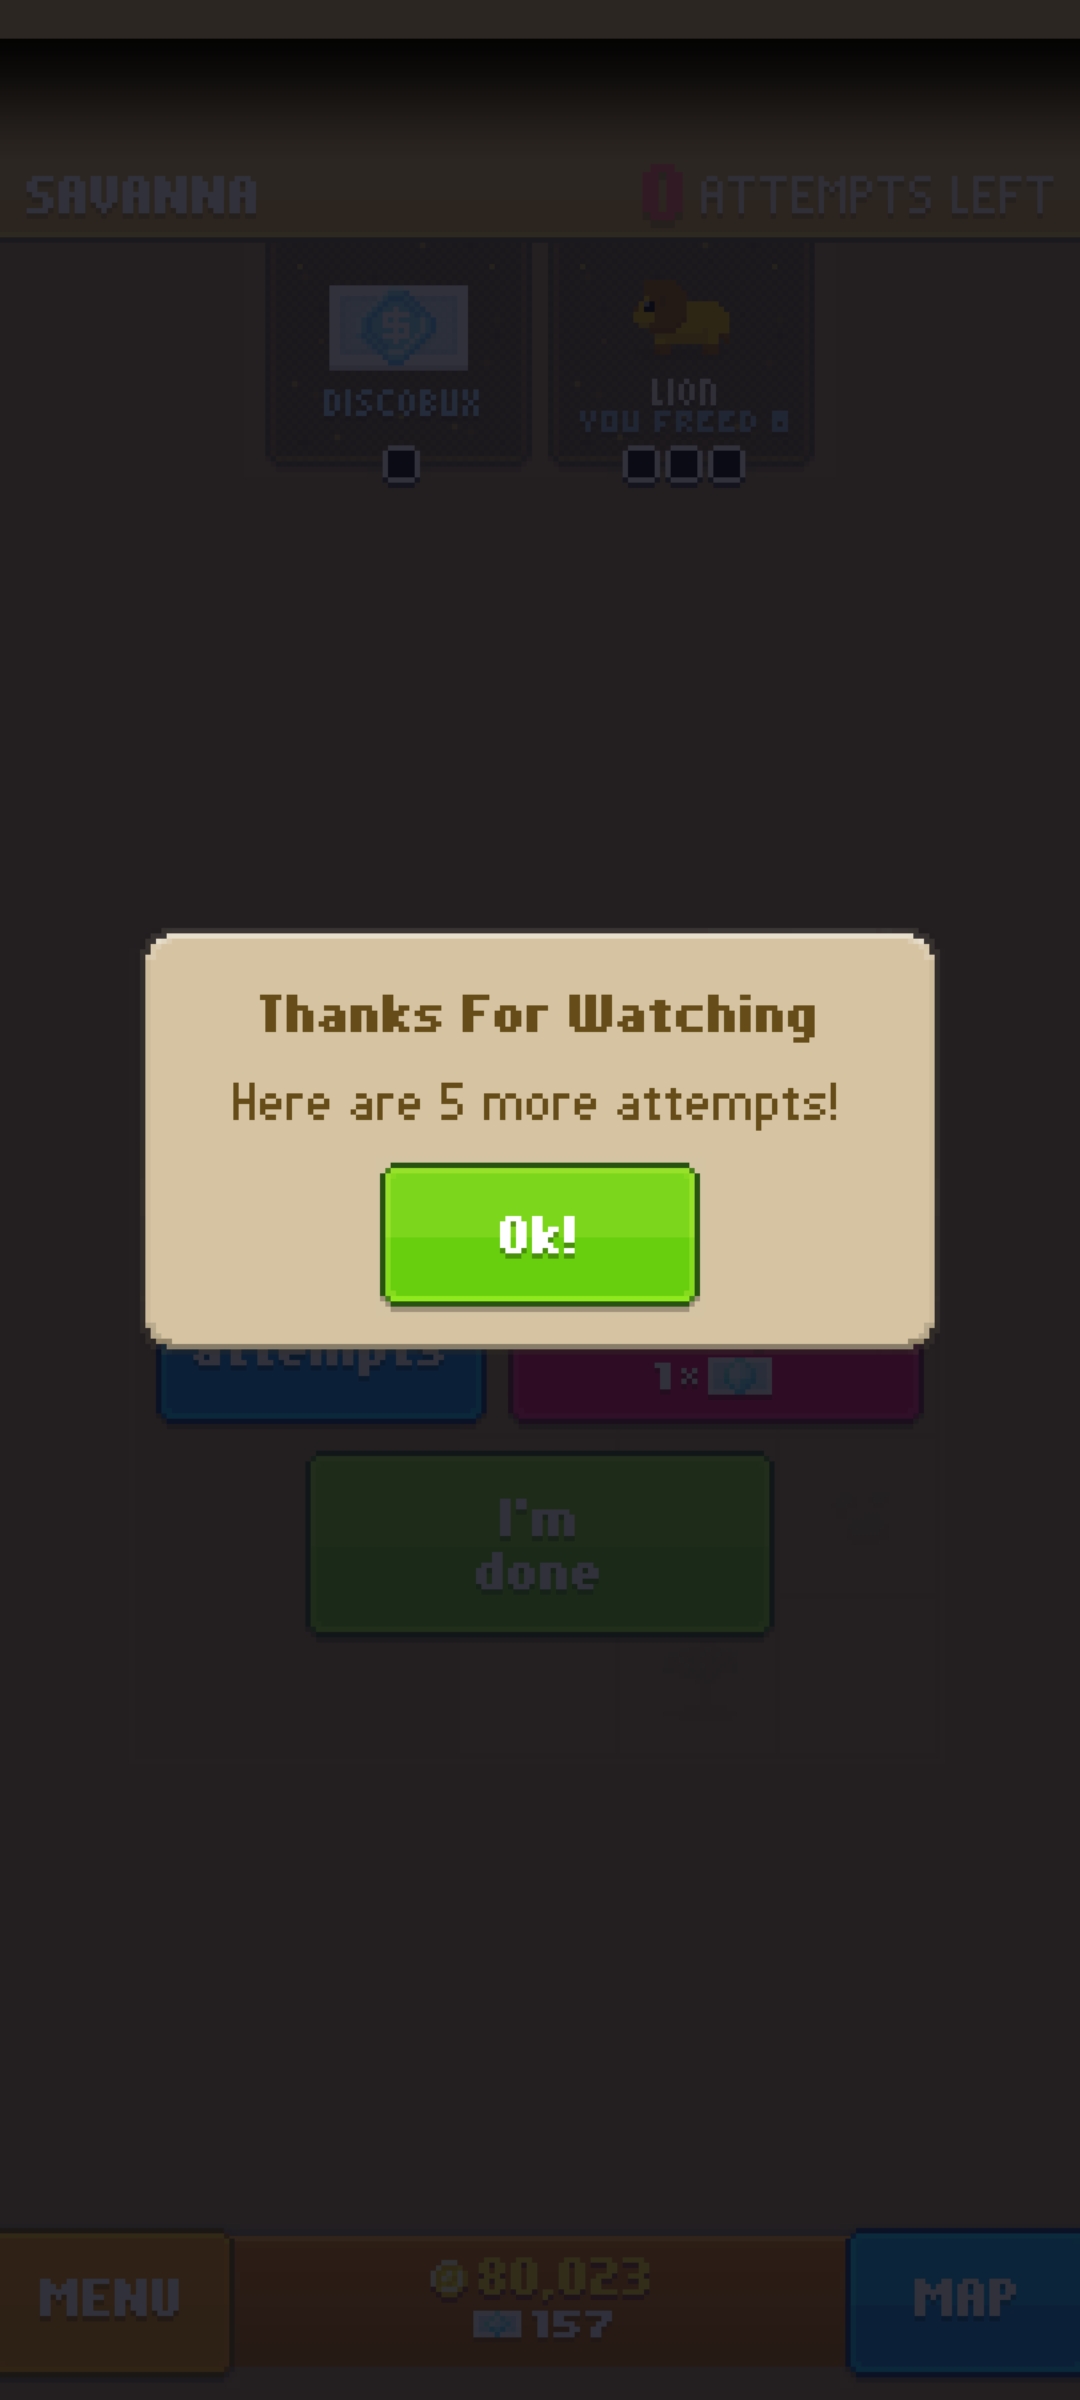 SAVANNA
0 ATTEMPTS LEFT
$
DISCOBUX
LION
YOU FREED 8
Thanks For Watching
Here are 5 more attempts!
Ok!
attempts
1×
I'm
done
MENU
80,023
157
MAP